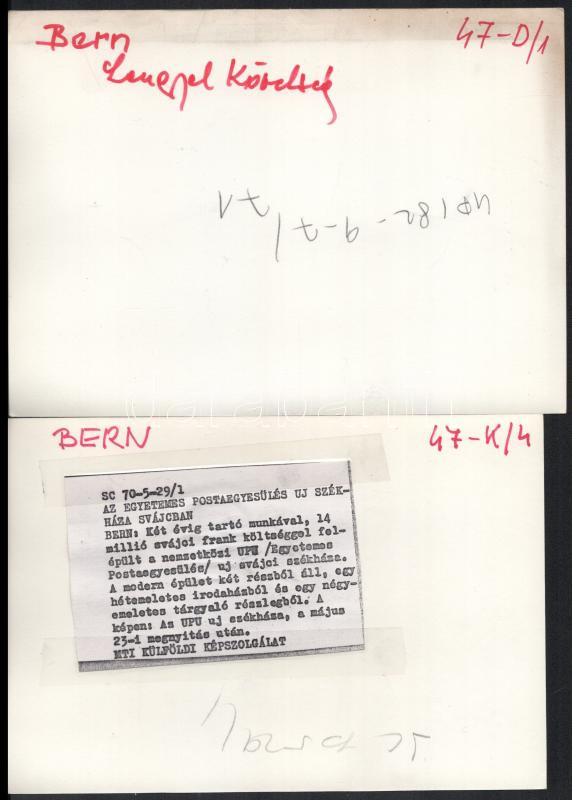 Bern
47-D/1
Lengyel Követség
BERN
47-K/4
SC 70-5-29/1
AZ EGYETEMES POSTAEGYESÜLÉS UJ SZÉK-
HÁZA SVÁJCBAN
BERN: Két évig tartó munkával, 14
millió svájci frank költséggel fel-
épült a nemzetközi UPU /Egyetemes
Postaegyesülés/ uj svájci székháza.
A modern épület két részből áll, egy
hétemeletes irodaházból és egy négy-
emeletes tárgyaló részlegből. A
képen: Az UPU uj székháza, a május
23-i megnyitás után.
MTI KÜLFÖLDI KÉPSZOLGÁLAT